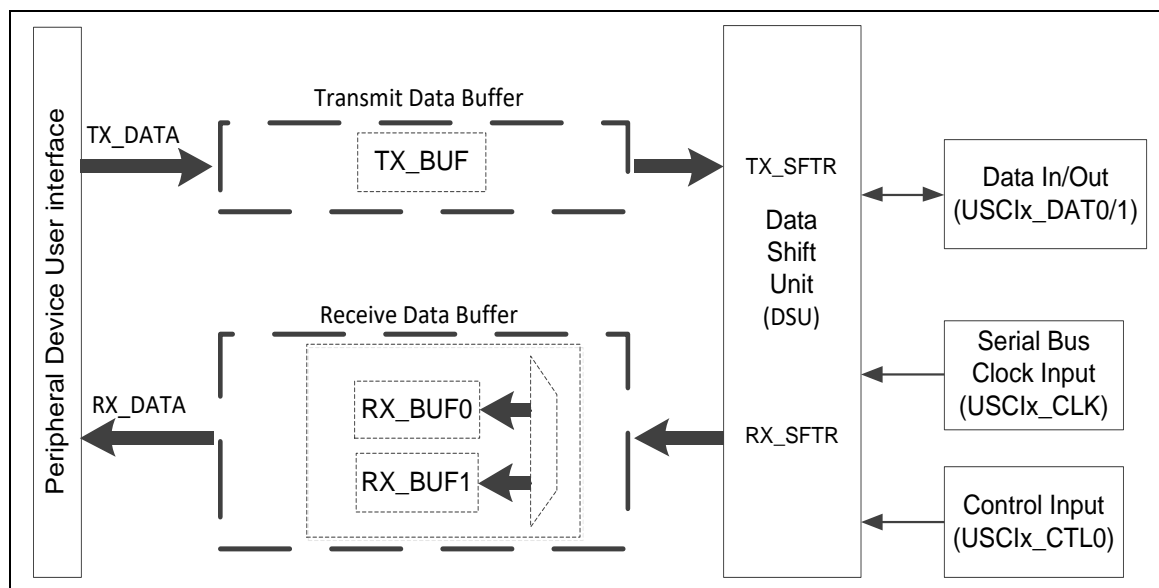 Peripheral Device User interface
TX_DATA
Transmit Data Buffer
TX_BUF
RX_DATA
Receive Data Buffer
RX_BUF0
RX_BUF1
TX_SFTR
Data
Shift
Unit
(DSU)
RX_SFTR
Data In/Out
(USCIx_DAT0/1)
Serial Bus
Clock Input
(USCIx_CLK)
Control Input
(USCIx_CTL0)